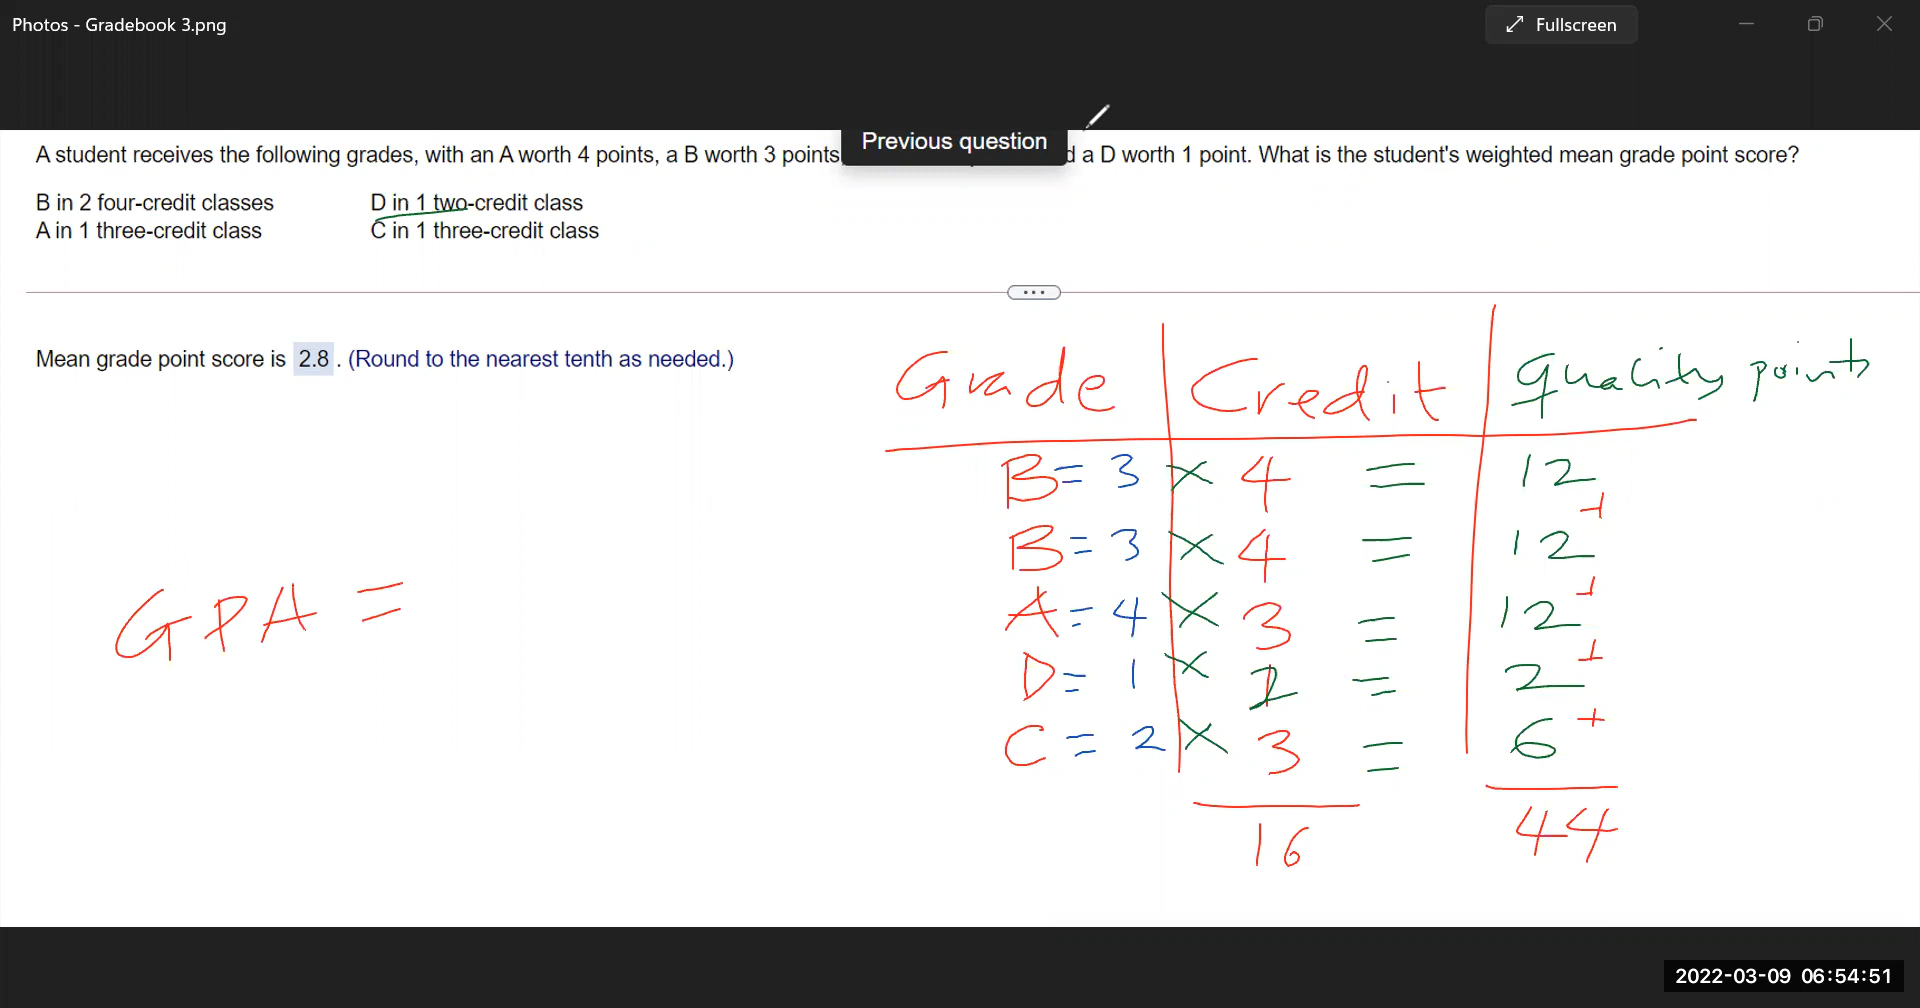 Photos - Gradebook 3.png
Fullscreen
Previous question
A student receives the following grades, with an A worth 4 points, a B worth 3 points, d a D worth 1 point. What is the student's weighted mean grade point score?
B in 2 four-credit classes D in 1 two-credit class
A in 1 three-credit class C in 1 three-credit class
Mean grade point score is 2.8 . (Round to the nearest tenth as needed.)
Grade Credit Quality points
B = 3 × 4 = 12
+
B = 3 × 4 = 12
+
A = 4 × 3 = 12
+
D = 1 × 2 = 2
+
C = 2 × 3 = 6
16 44
GPA =
2022-03-09 06:54:51